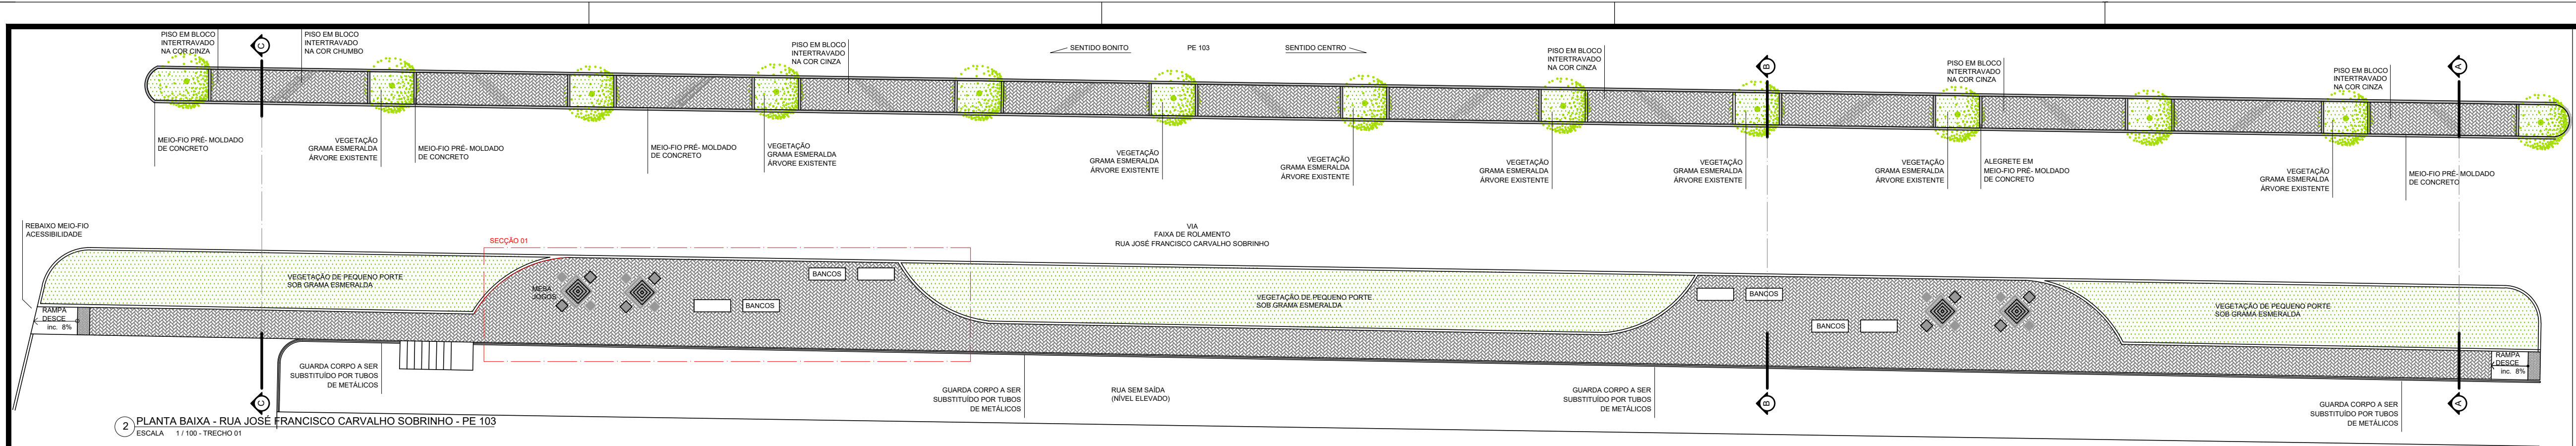 PISO EM BLOCO
INTERTRAVADO
NA COR CINZA
PISO EM BLOCO
INTERTRAVADO
NA COR CHUMBO
PISO EM BLOCO
INTERTRAVADO
NA COR CINZA
SENTIDO BONITO
PE 103
SENTIDO CENTRO
PISO EM BLOCO
INTERTRAVADO
NA COR CINZA
PISO EM BLOCO
INTERTRAVADO
NA COR CINZA
PISO EM BLOCO
INTERTRAVADO
NA COR CINZA
C
B
A
MEIO-FIO PRÉ- MOLDADO
DE CONCRETO
VEGETAÇÃO
GRAMA ESMERALDA
ÁRVORE EXISTENTE
MEIO-FIO PRÉ- MOLDADO
DE CONCRETO
MEIO-FIO PRÉ- MOLDADO
DE CONCRETO
VEGETAÇÃO
GRAMA ESMERALDA
ÁRVORE EXISTENTE
VEGETAÇÃO
GRAMA ESMERALDA
ÁRVORE EXISTENTE
VEGETAÇÃO
GRAMA ESMERALDA
ÁRVORE EXISTENTE
VEGETAÇÃO
GRAMA ESMERALDA
ÁRVORE EXISTENTE
VEGETAÇÃO
GRAMA ESMERALDA
ÁRVORE EXISTENTE
VEGETAÇÃO
GRAMA ESMERALDA
ÁRVORE EXISTENTE
ALEGRETE EM
MEIO-FIO PRÉ- MOLDADO
DE CONCRETO
VEGETAÇÃO
GRAMA ESMERALDA
ÁRVORE EXISTENTE
MEIO-FIO PRÉ- MOLDADO
DE CONCRETO
REBAIXO MEIO-FIO
ACESSIBILIDADE
SECÇÃO 01
VIA
FAIXA DE ROLAMENTO
RUA JOSÉ FRANCISCO CARVALHO SOBRINHO
VEGETAÇÃO DE PEQUENO PORTE
SOB GRAMA ESMERALDA
MESA
JOGOS
BANCOS
BANCOS
VEGETAÇÃO DE PEQUENO PORTE
SOB GRAMA ESMERALDA
BANCOS
BANCOS
VEGETAÇÃO DE PEQUENO PORTE
SOB GRAMA ESMERALDA
RAMPA
DESCE
inc. 8%
RAMPA
DESCE
inc. 8%
GUARDA CORPO A SER
SUBSTITUÍDO POR TUBOS
DE METÁLICOS
GUARDA CORPO A SER
SUBSTITUÍDO POR TUBOS
DE METÁLICOS
RUA SEM SAÍDA
(NÍVEL ELEVADO)
GUARDA CORPO A SER
SUBSTITUÍDO POR TUBOS
DE METÁLICOS
GUARDA CORPO A SER
SUBSTITUÍDO POR TUBOS
DE METÁLICOS
C
B
A
2 PLANTA BAIXA - RUA JOSÉ FRANCISCO CARVALHO SOBRINHO - PE 103
ESCALA 1 / 100 - TRECHO 01